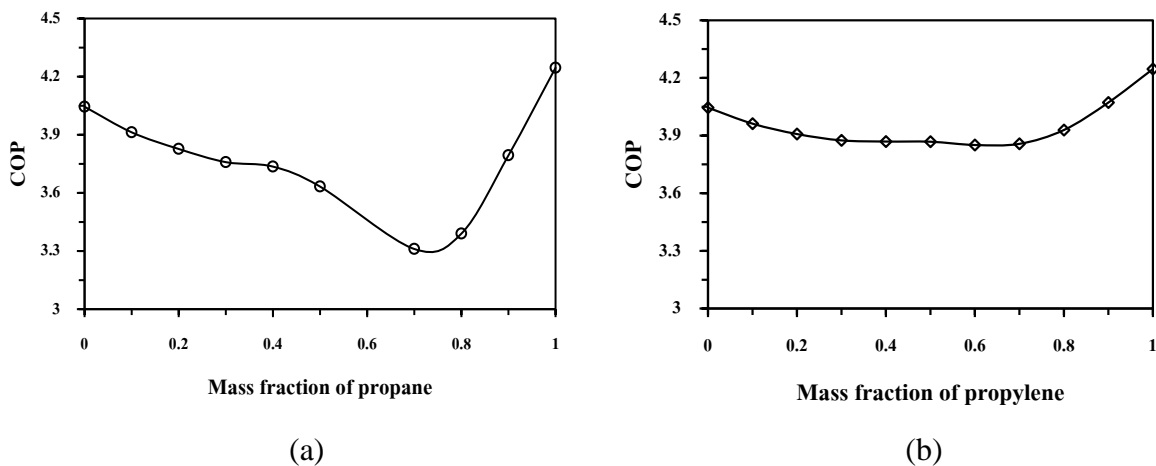 4.5
4.2
3.9
3.6
3.3
3
COP
0 0.2 0.4 0.6 0.8 1
Mass fraction of propane
(a)
4.5
4.2
3.9
3.6
3.3
3
COP
0 0.2 0.4 0.6 0.8 1
Mass fraction of propylene
(b)